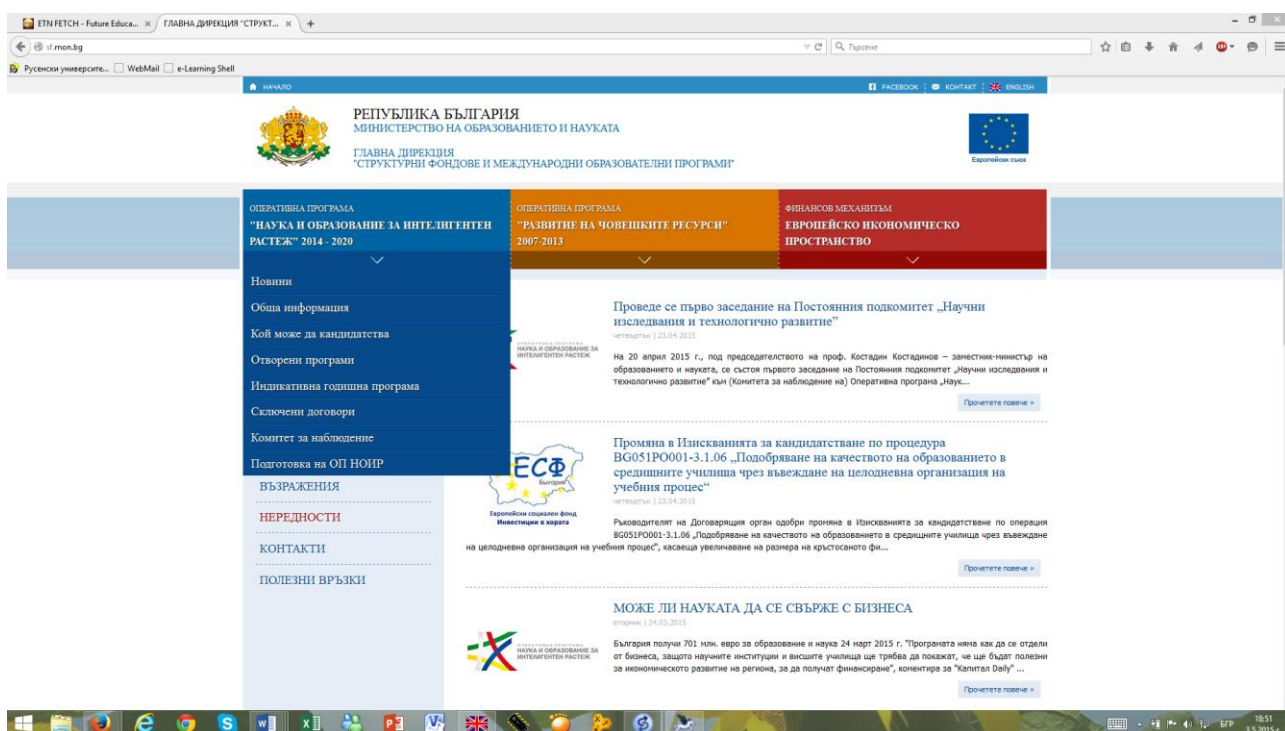 ETN FETCH - Future Educa...
ГЛАВНА ДИРЕКЦИЯ "СТРУКТ...
sf.mon.bg
Търсене
Русенски университе...
WebMail
e-Learning Shell
НАЧАЛО
FACEBOOK
КОНТАКТ
ENGLISH
РЕПУБЛИКА БЪЛГАРИЯ
МИНИСТЕРСТВО НА ОБРАЗОВАНИЕТО И НАУКАТА
ГЛАВНА ДИРЕКЦИЯ
"СТРУКТУРНИ ФОНДОВЕ И МЕЖДУНАРОДНИ ОБРАЗОВАТЕЛНИ ПРОГРАМИ"
Европейски съюз
ОПЕРАТИВНА ПРОГРАМА
"НАУКА И ОБРАЗОВАНИЕ ЗА ИНТЕЛИГЕНТЕН
РАСТЕЖ" 2014 - 2020
ОПЕРАТИВНА ПРОГРАМА
"РАЗВИТИЕ НА ЧОВЕШКИТЕ РЕСУРСИ"
2007-2013
ФИНАНСОВ МЕХАНИЗЪМ
ЕВРОПЕЙСКО ИКОНОМИЧЕСКО
ПРОСТРАНСТВО
Новини
Обща информация
Кой може да кандидатства
Отворени програми
Индикативна годишна програма
Сключени договори
Комитет за наблюдение
Подготовка на ОП НОИР
ВЪЗРАЖЕНИЯ
НЕРЕДНОСТИ
КОНТАКТИ
ПОЛЕЗНИ ВРЪЗКИ
ОПЕРАТИВНА ПРОГРАМА
НАУКА И ОБРАЗОВАНИЕ ЗА
ИНТЕЛИГЕНТЕН РАСТЕЖ
Проведе се първо заседание на Постоянния подкомитет „Научни
изследвания и технологично развитие”
четвъртък | 23.04.2015
На 20 април 2015 г., под председателството на проф. Костадин Костадинов – заместник-министър на
образованието и науката, се състоя първото заседание на Постоянния подкомитет „Научни изследвания и
технологично развитие” към (Комитета за наблюдение на) Оперативна програма „Наук...
Прочетете повече »
ЕСФ
България
Европейски социален фонд
Инвестиции в хората
Промяна в Изискванията за кандидатстване по процедура
BG051PO001-3.1.06 „Подобряване на качеството на образованието в
средищните училища чрез въвеждане на целодневна организация на
учебния процес“
четвъртък | 23.04.2015
Ръководителят на Договарящия орган одобри промяна в Изискванията за кандидатстване по операция
BG051PO001-3.1.06 „Подобряване на качеството на образованието в средищните училища чрез въвеждане
на целодневна организация на учебния процес”, касаеща увеличаване на размера на кръстосаното фи...
Прочетете повече »
МОЖЕ ЛИ НАУКАТА ДА СЕ СВЪРЖЕ С БИЗНЕСА
вторник | 24.03.2015
ОПЕРАТИВНА ПРОГРАМА
НАУКА И ОБРАЗОВАНИЕ ЗА
ИНТЕЛИГЕНТЕН РАСТЕЖ
България получи 701 млн. евро за образование и наука 24 март 2015 г. "Програмата няма как да се отдели
от бизнеса, защото научните институции и висшите училища ще трябва да покажат, че ще бъдат полезни
за икономическото развитие на региона, за да получат финансиране", коментира за "Капитал Daily" ...
Прочетете повече »
БГР
18:51
3.5.2015 г.